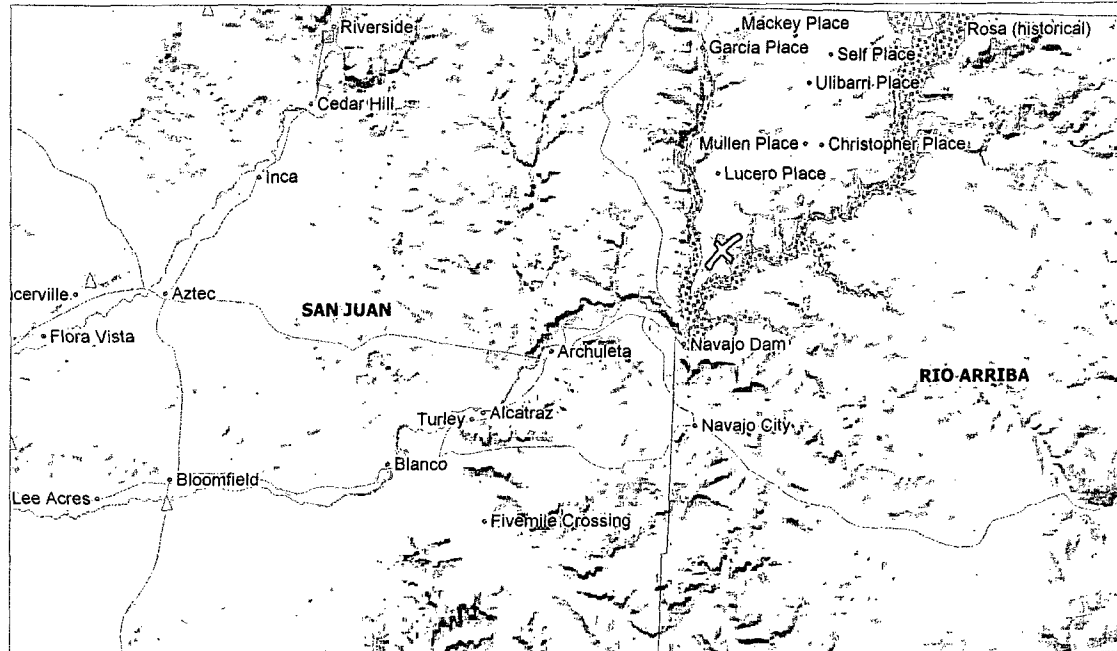 Riverside
Mackey Place
Rosa (historical)
Garcia Place
Self Place
Ulibarri Place
Cedar Hill
Mullen Place
Christopher Place
Inca
Lucero Place
ncerville
Aztec
SAN JUAN
Flora Vista
Archuleta
Navajo Dam
RIO ARRIBA
Turley
Alcatraz
Navajo City
Blanco
Bloomfield
Lee Acres
Fivemile Crossing